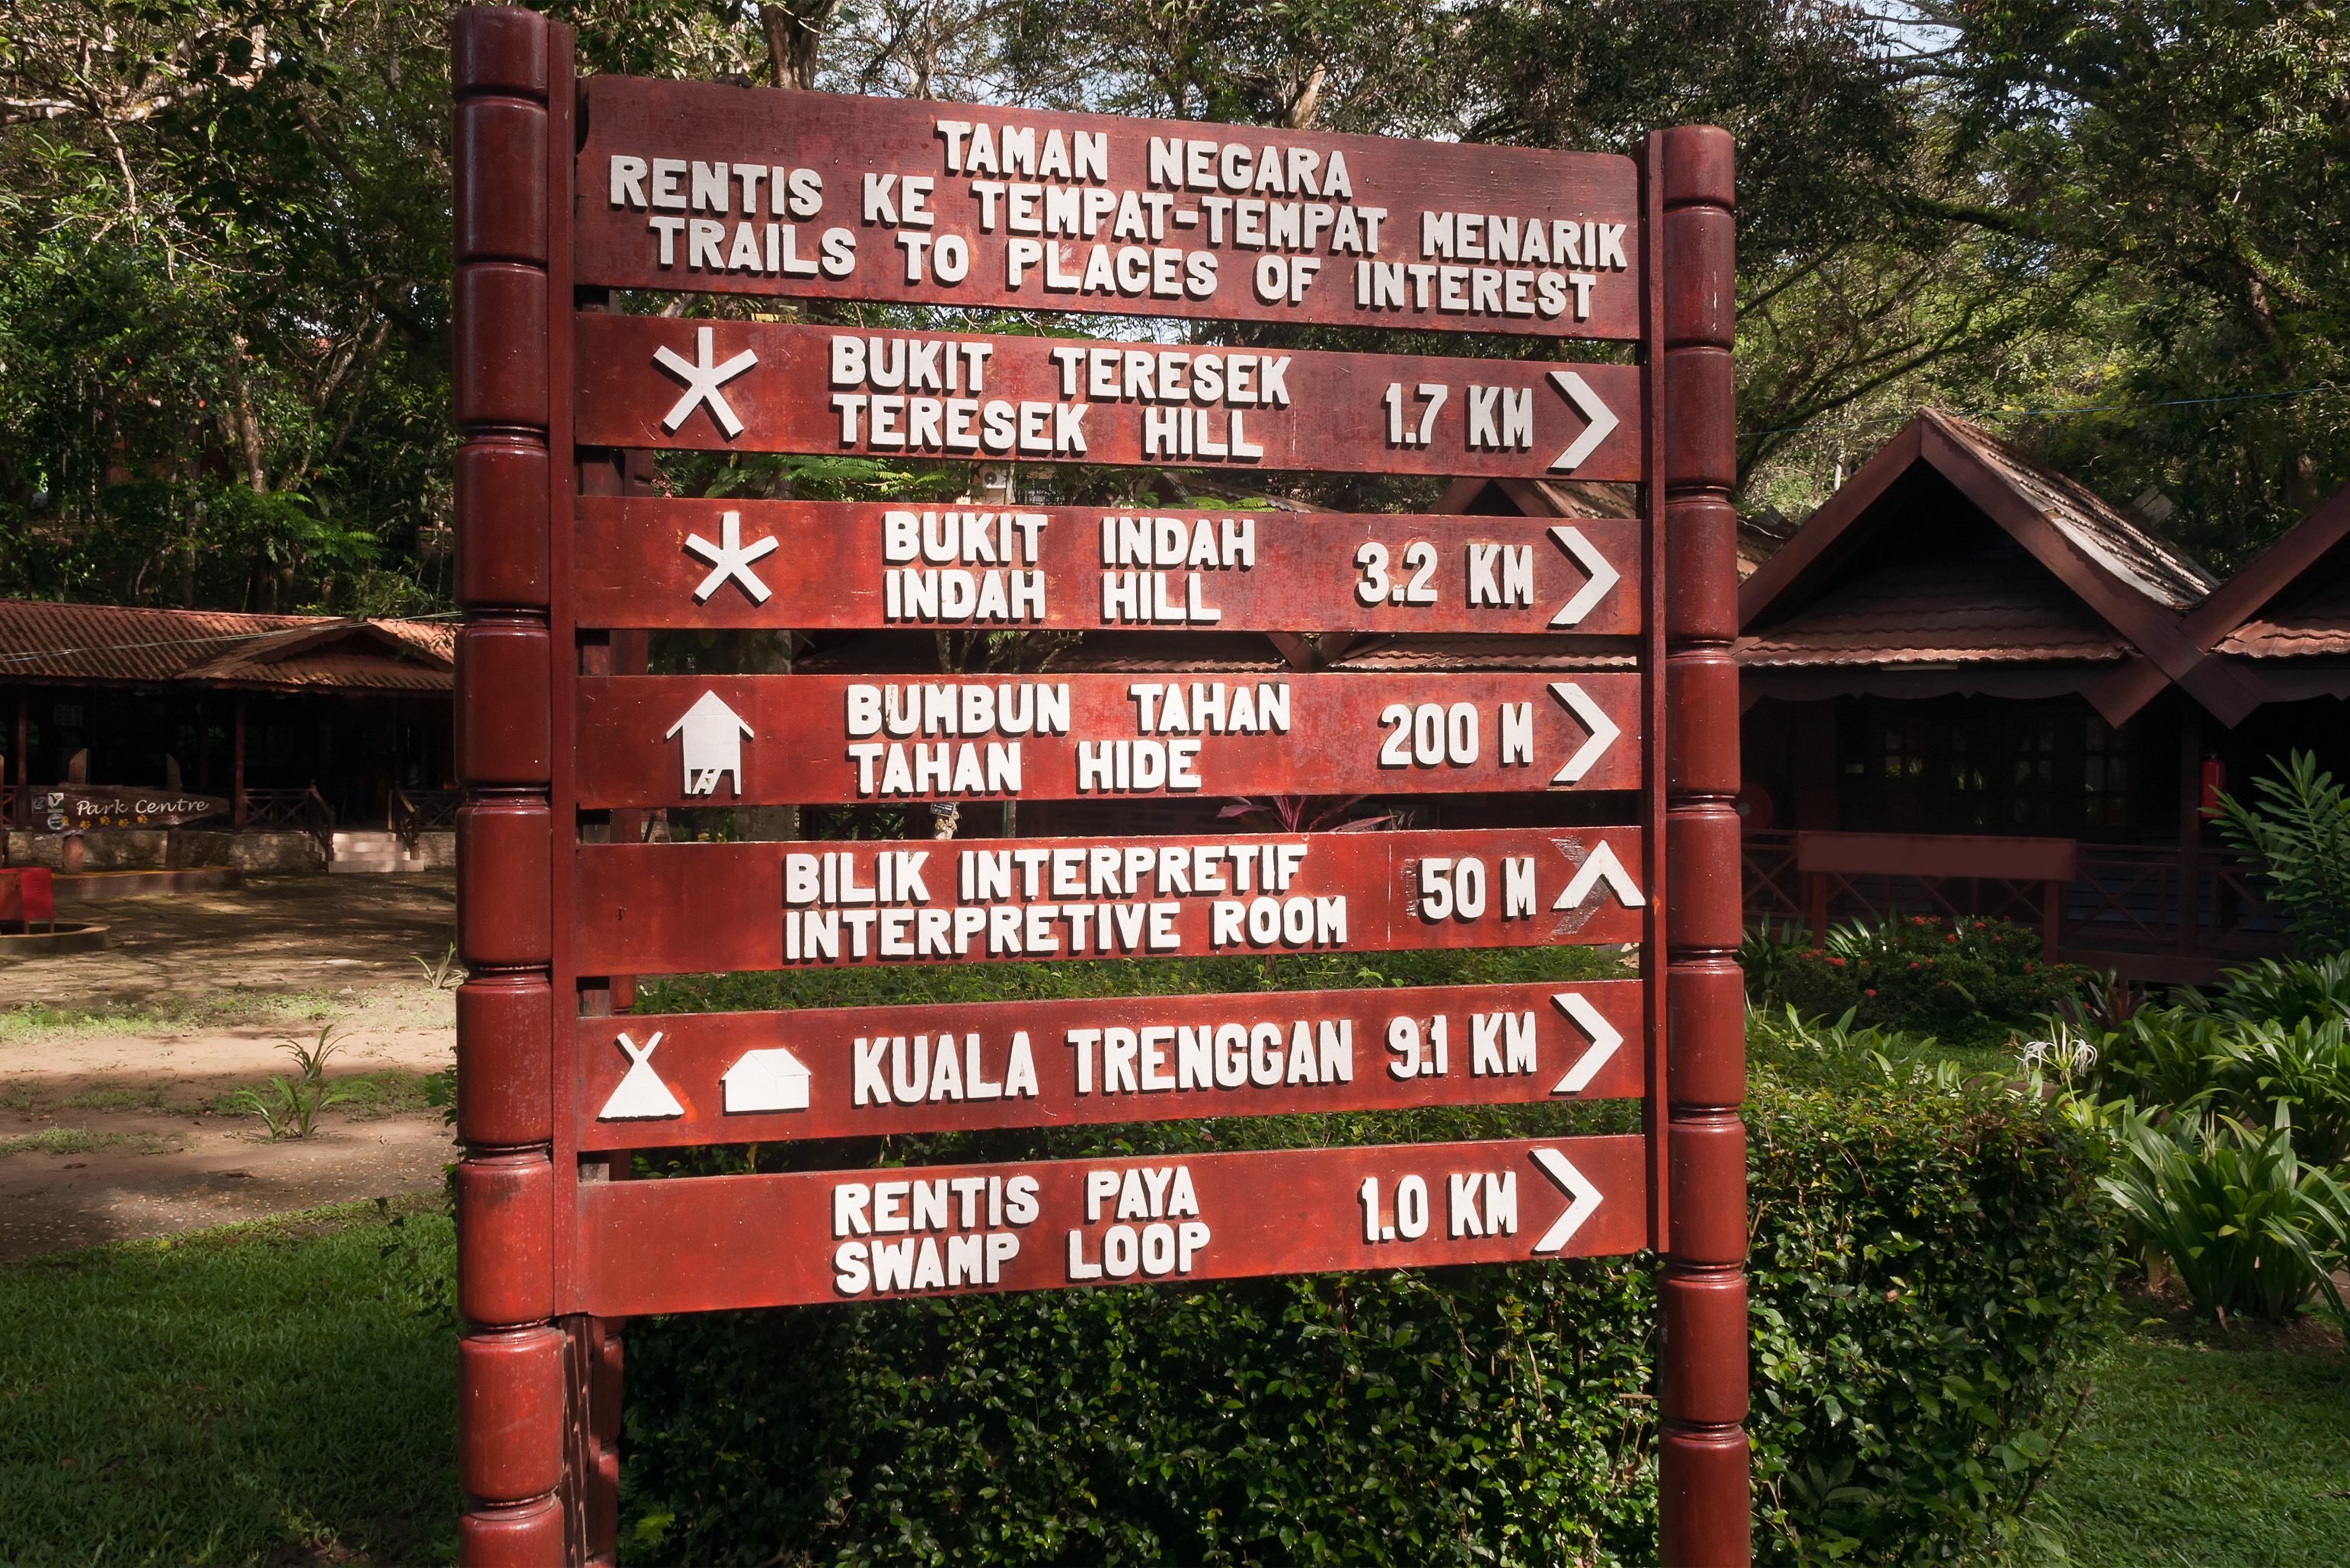 TAMAN NEGARA
RENTIS KE TEMPAT-TEMPAT MENARIK
TRAILS TO PLACES OF INTEREST
BUKIT TERESEK
TERESEK HILL
1.7 KM
BUKIT INDAH
INDAH HILL
3.2 KM
BUMBUN TAHAN
TAHAN HIDE
200 M
BILIK INTERPRETIF
INTERPRETIVE ROOM
50 M
KUALA TRENGGAN 9.1 KM
RENTIS PAYA
SWAMP LOOP
1.0 KM
Park Centre